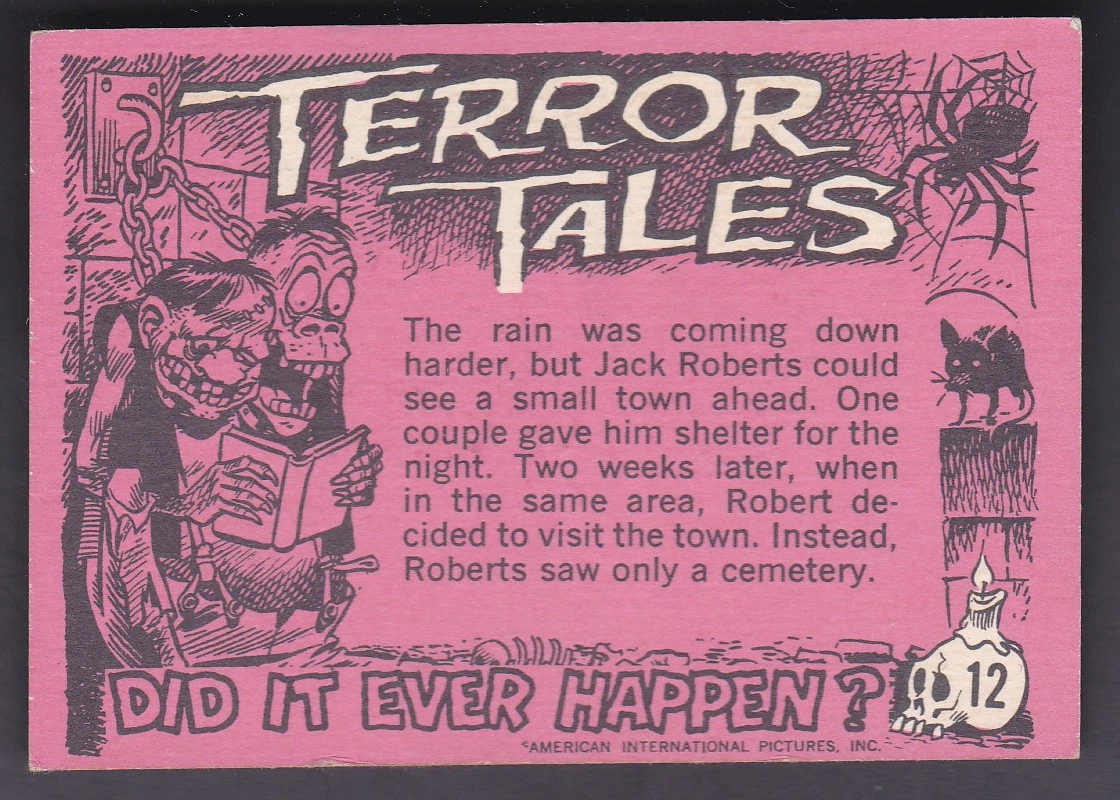 TERROR
TALES
The rain was coming down
harder, but Jack Roberts could
see a small town ahead. One
couple gave him shelter for the
night. Two weeks later, when
in the same area, Robert de-
cided to visit the town. Instead,
Roberts saw only a cemetery.
DID IT EVER HAPPEN?
12
©AMERICAN INTERNATIONAL PICTURES, INC.